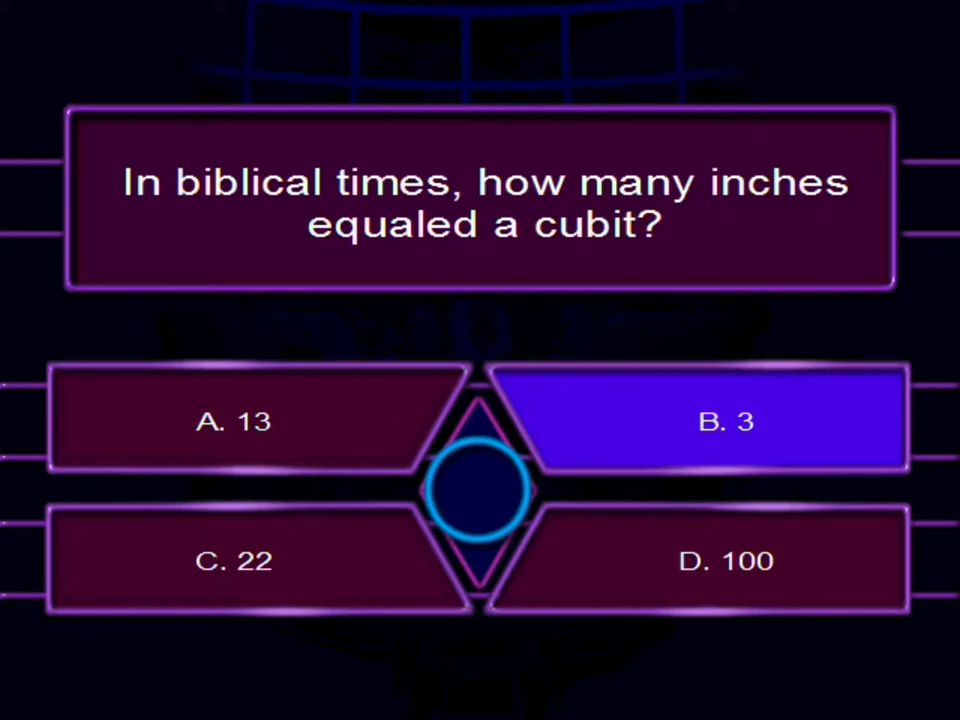 In biblical times, how many inches
equaled a cubit?
A. 13
B. 3
C. 22
D. 100